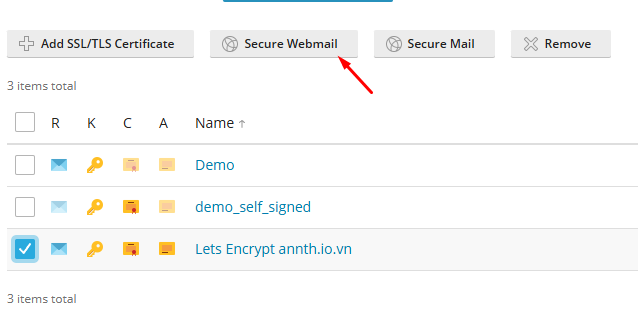 Add SSL/TLS Certificate Secure Webmail Secure Mail Remove
3 items total
R K C A Name ↑
Demo
demo_self_signed
Lets Encrypt annth.io.vn
3 items total